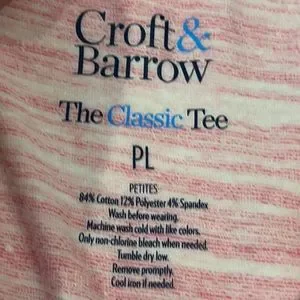 Croft&
Barrow
The Classic Tee
PL
PETITES
84% Cotton 12% Polyester 4% Spandex
Wash before wearing.
Machine wash cold with like colors.
Only non-chlorine bleach when needed.
Tumble dry low.
Remove promptly.
Cool iron if needed.